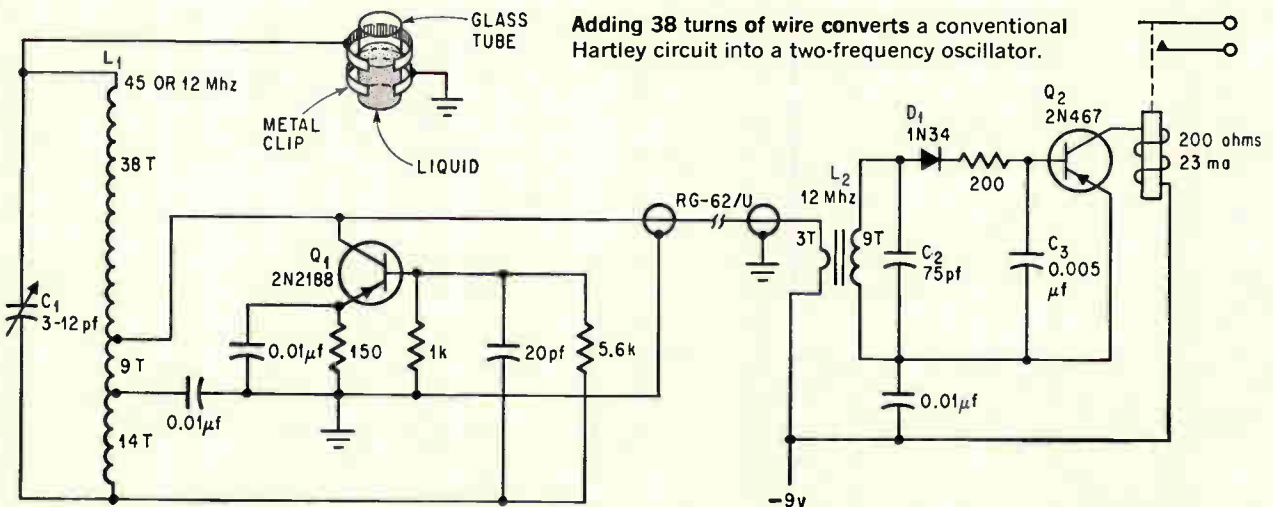 GLASS
TUBE
Adding 38 turns of wire converts a conventional
Hartley circuit into a two-frequency oscillator.
L1
45 OR 12 Mhz
METAL
CLIP
LIQUID
38 T
Q1
2N2188
C1
3-12 pf
9T
0.01μf
150
1k
20pf
5.6k
0.01μf
14T
RG-62/U
L2
12 Mhz
3T
9T
D1
1N34
200
C2
75pf
C3
0.005
μf
Q2
2N467
200 ohms
23 ma
0.01μf
-9v